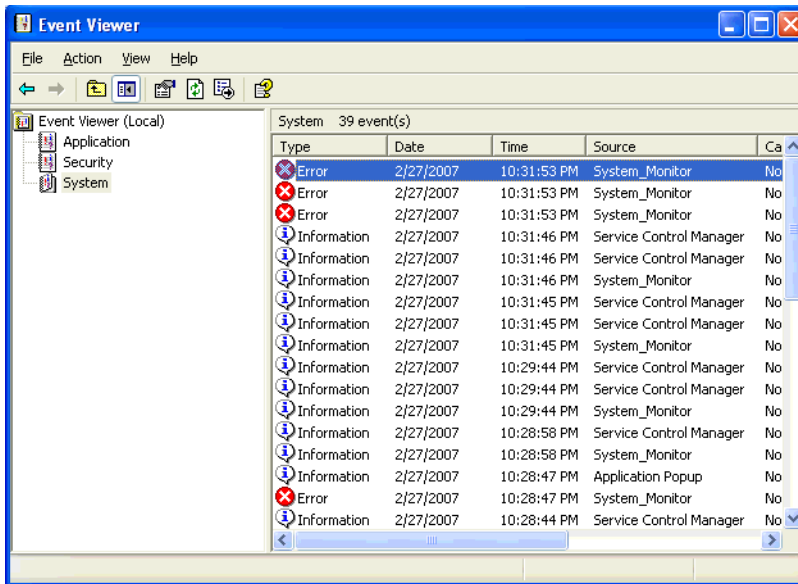 Event Viewer
File Action View Help
Event Viewer (Local)
Application
Security
System
System 39 event(s)
Type Date Time Source Ca
Error 2/27/2007 10:31:53 PM System_Monitor No
Error 2/27/2007 10:31:53 PM System_Monitor No
Error 2/27/2007 10:31:53 PM System_Monitor No
Information 2/27/2007 10:31:46 PM Service Control Manager No
Information 2/27/2007 10:31:46 PM Service Control Manager No
Information 2/27/2007 10:31:46 PM System_Monitor No
Information 2/27/2007 10:31:45 PM Service Control Manager No
Information 2/27/2007 10:31:45 PM Service Control Manager No
Information 2/27/2007 10:31:45 PM System_Monitor No
Information 2/27/2007 10:29:44 PM Service Control Manager No
Information 2/27/2007 10:29:44 PM Service Control Manager No
Information 2/27/2007 10:29:44 PM System_Monitor No
Information 2/27/2007 10:28:58 PM Service Control Manager No
Information 2/27/2007 10:28:58 PM System_Monitor No
Information 2/27/2007 10:28:47 PM Application Popup No
Error 2/27/2007 10:28:47 PM System_Monitor No
Information 2/27/2007 10:28:44 PM Service Control Manager No